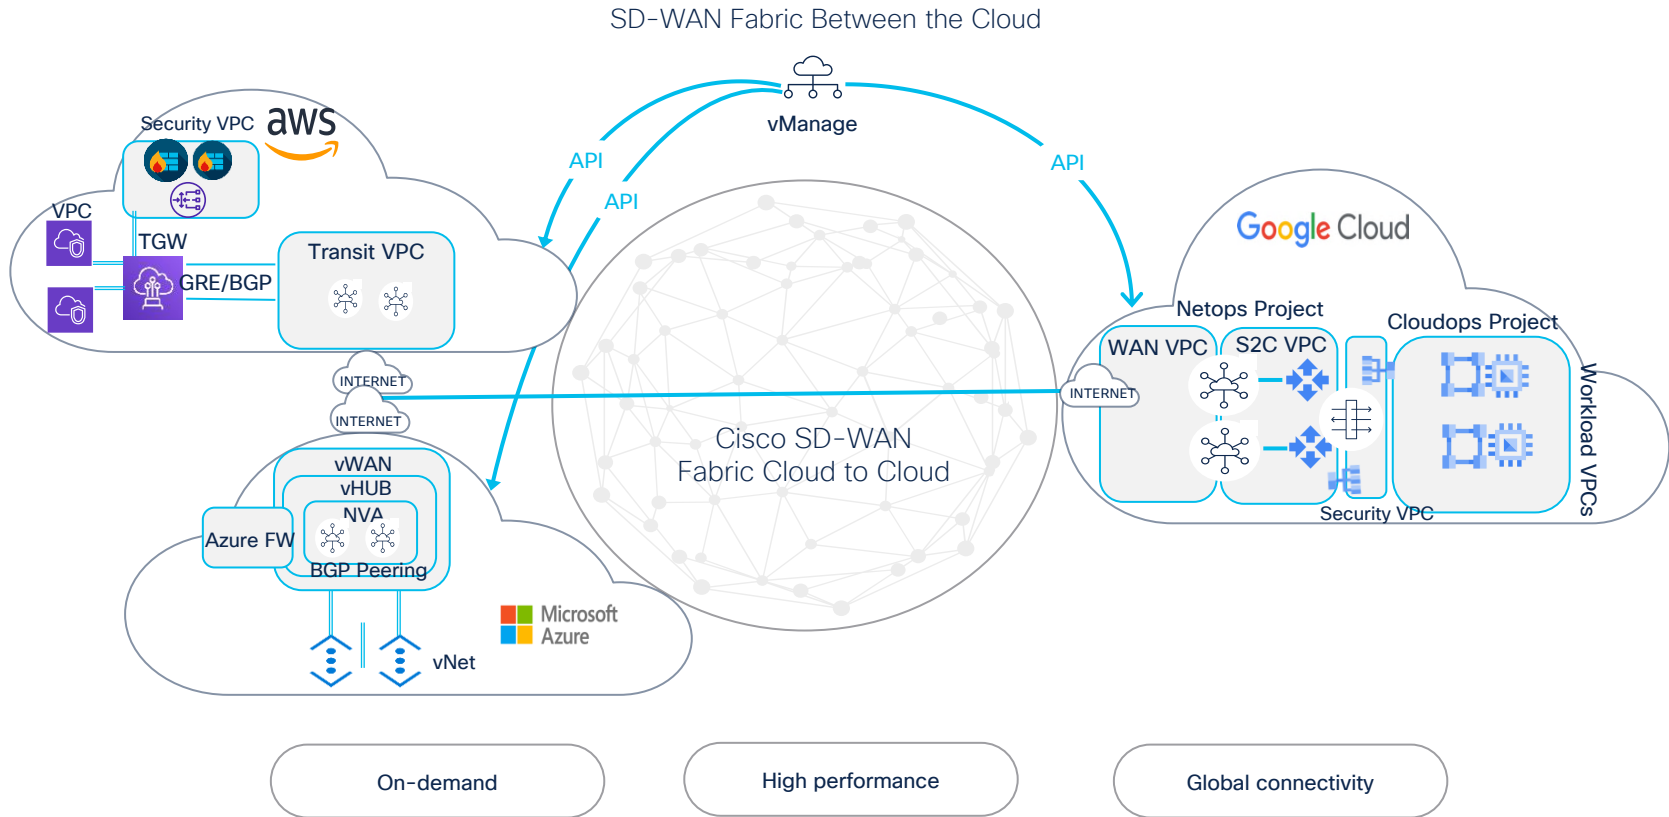 SD-WAN Fabric Between the Cloud
vManage
API
API
API
Security VPC
aws
VPC
TGW
GRE/BGP
Transit VPC
INTERNET
INTERNET
vWAN
vHUB
NVA
Azure FW
BGP Peering
vNet
Microsoft
Azure
Cisco SD-WAN
Fabric Cloud to Cloud
Google Cloud
Netops Project
Cloudops Project
WAN VPC
S2C VPC
INTERNET
Security VPC
Workload VPCs
On-demand
High performance
Global connectivity